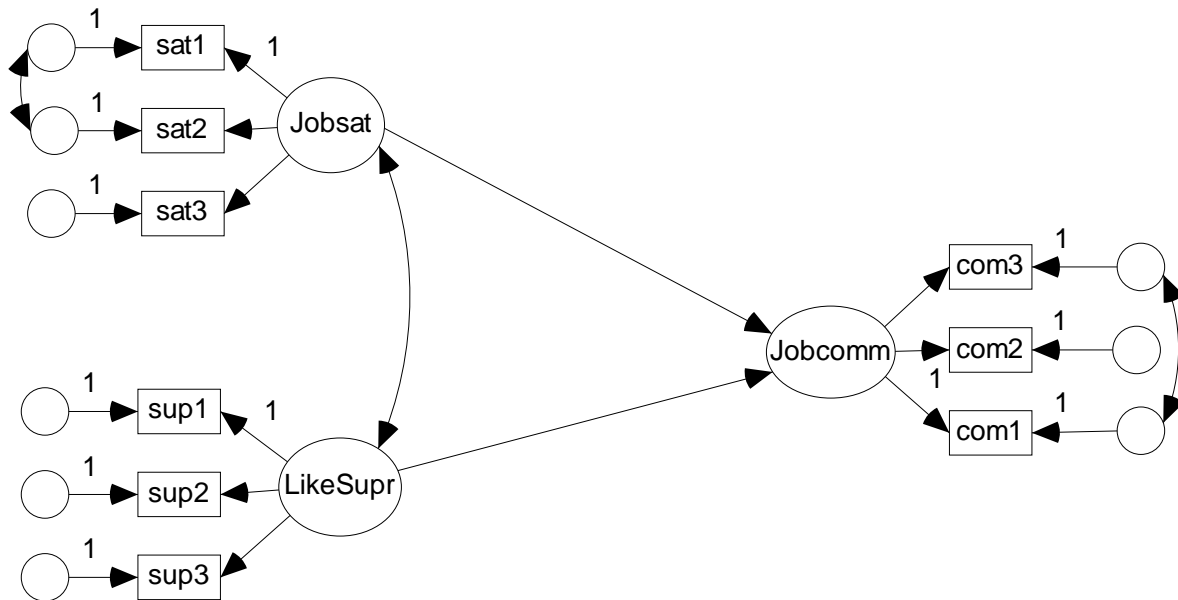 1
sat1
1
1
sat2
Jobsat
1
sat3
1
com3
1
com2
Jobcomm
1
1
com1
1
sup1
1
1
sup2
LikeSupr
1
sup3